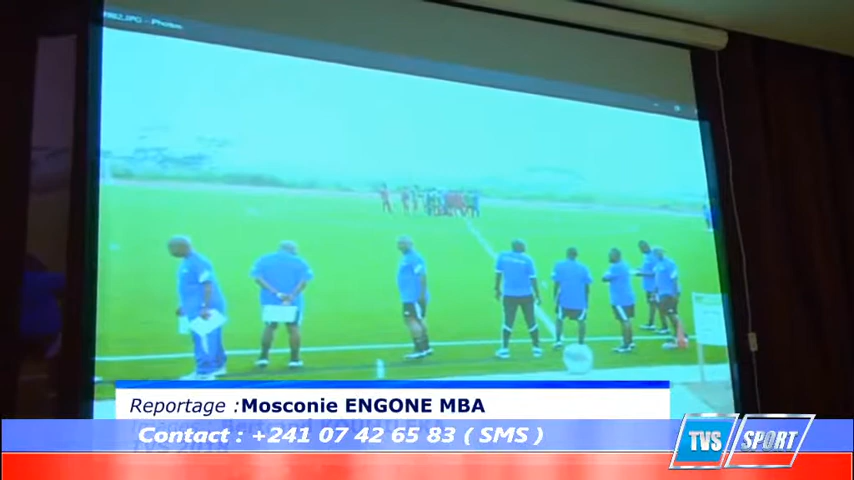 Reportage :Mosconie ENGONE MBA
Contact : +241 07 42 65 83 ( SMS )
TVS SPORT